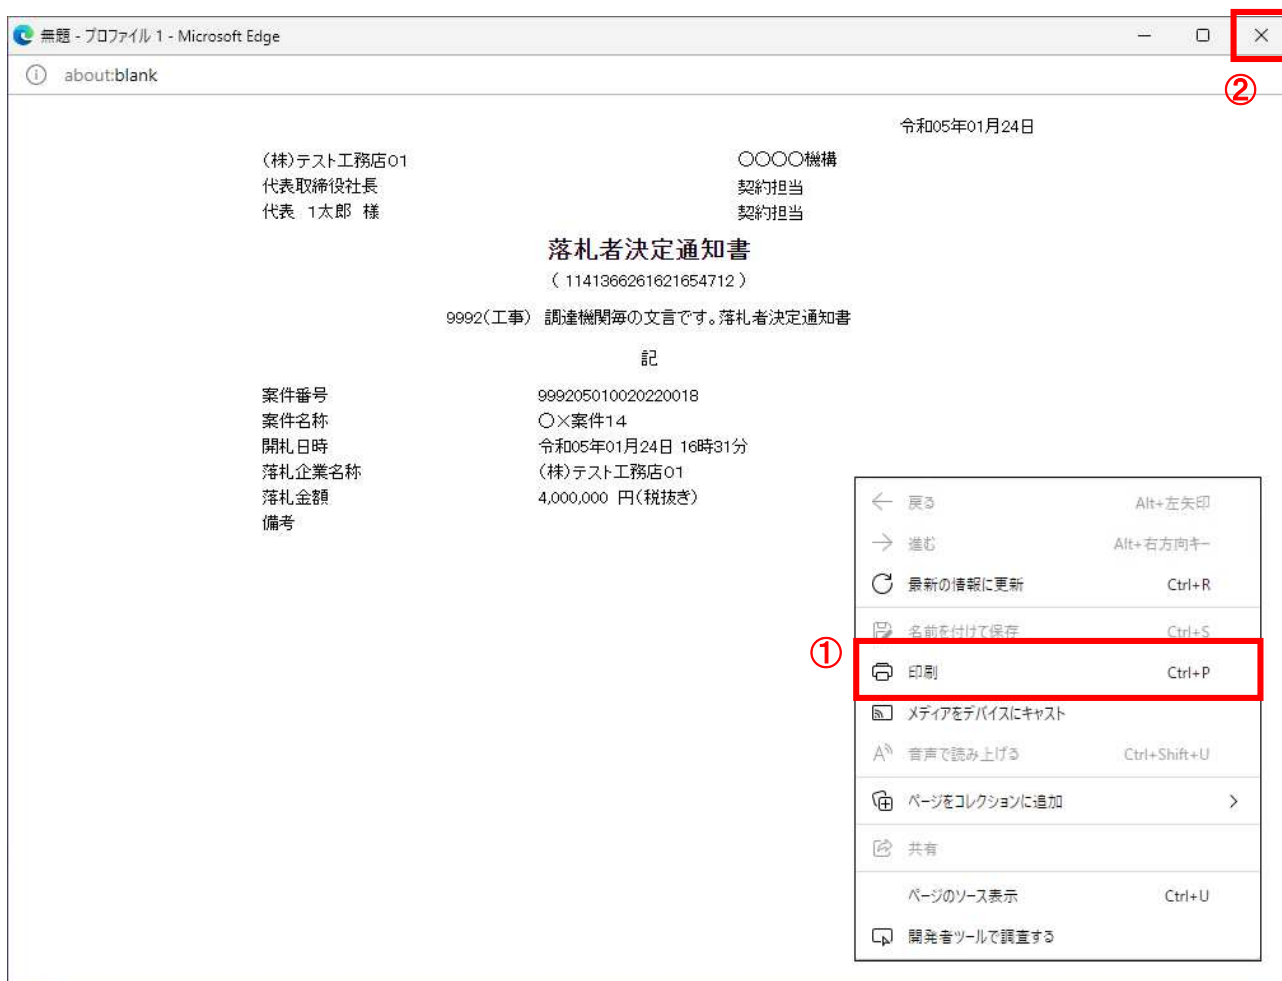 無題 - プロファイル 1 - Microsoft Edge
②
about:blank
令和05年01月24日
(株)テスト工務店01
〇〇〇〇機構
代表取締役社長
契約担当
代表 1太郎 様
契約担当
落札者決定通知書
( 1141366261621654712 )
9992(工事) 調達機関毎の文言です。落札者決定通知書
記
案件番号 999205010020220018
案件名称 〇×案件14
開札日時 令和05年01月24日 16時31分
落札企業名称 (株)テスト工務店01
落札金額 4,000,000 円(税抜き)
備考
戻る Alt+左矢印
進む Alt+右方向キー
最新の情報に更新 Ctrl+R
名前を付けて保存 Ctrl+S
①
印刷 Ctrl+P
メディアをデバイスにキャスト
音声で読み上げる Ctrl+Shift+U
ページをコレクションに追加
共有
ページのソース表示 Ctrl+U
開発者ツールで調査する